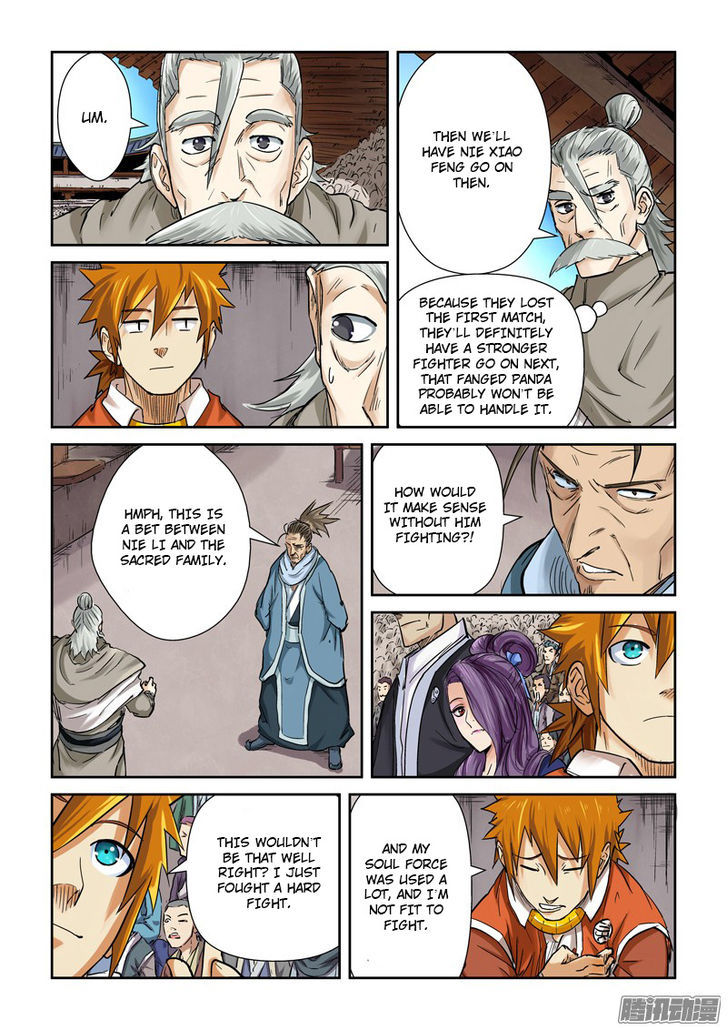 UM.
THEN WE'LL
HAVE NIE XIAO
FENG GO ON
THEN.
BECAUSE THEY LOST
THE FIRST MATCH,
THEY'LL DEFINITELY
HAVE A STRONGER
FIGHTER GO ON NEXT,
THAT FANGED PANDA
PROBABLY WON'T BE
ABLE TO HANDLE IT.
HMPH, THIS IS
A BET BETWEEN
NIE LI AND THE
SACRED FAMILY.
HOW WOULD
IT MAKE SENSE
WITHOUT HIM
FIGHTING?!
THIS WOULDN'T
BE THAT WELL
RIGHT? I JUST
FOUGHT A HARD
FIGHT.
AND MY
SOUL FORCE
WAS USED A
LOT, AND I'M
NOT FIT TO
FIGHT.
腾讯动漫